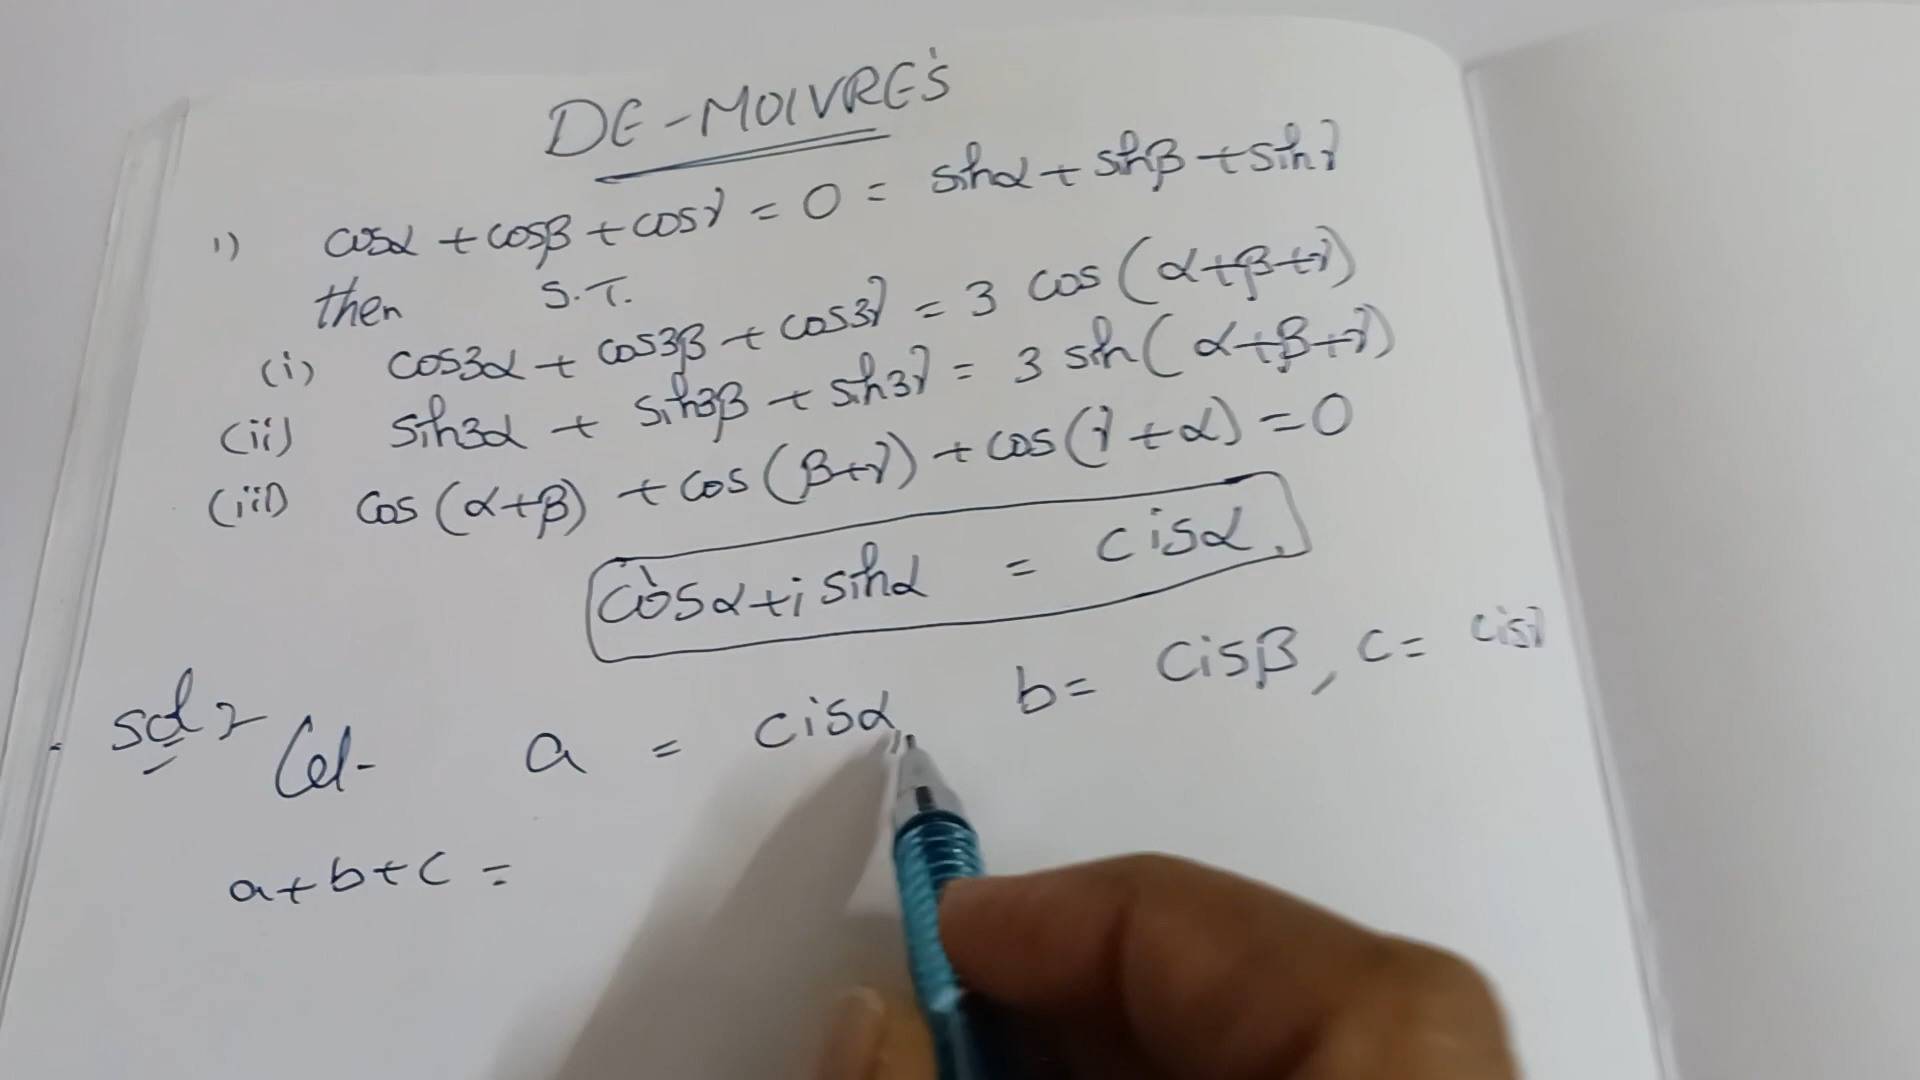 DE-MOIVRE'S
1) cosα + cosβ + cosγ = 0 = sinα + sinβ + sinγ
then S.T.
(i) cos3α + cos3β + cos3γ = 3 cos(α+β+γ)
(ii) sin3α + sin3β + sin3γ = 3 sin(α+β+γ)
(iii) cos(α+β) + cos(β+γ) + cos(γ+α) = 0
cosα+i sinα = cisα.
sol> Let a = cisα, b = cisβ, c = cisγ
a+b+c =